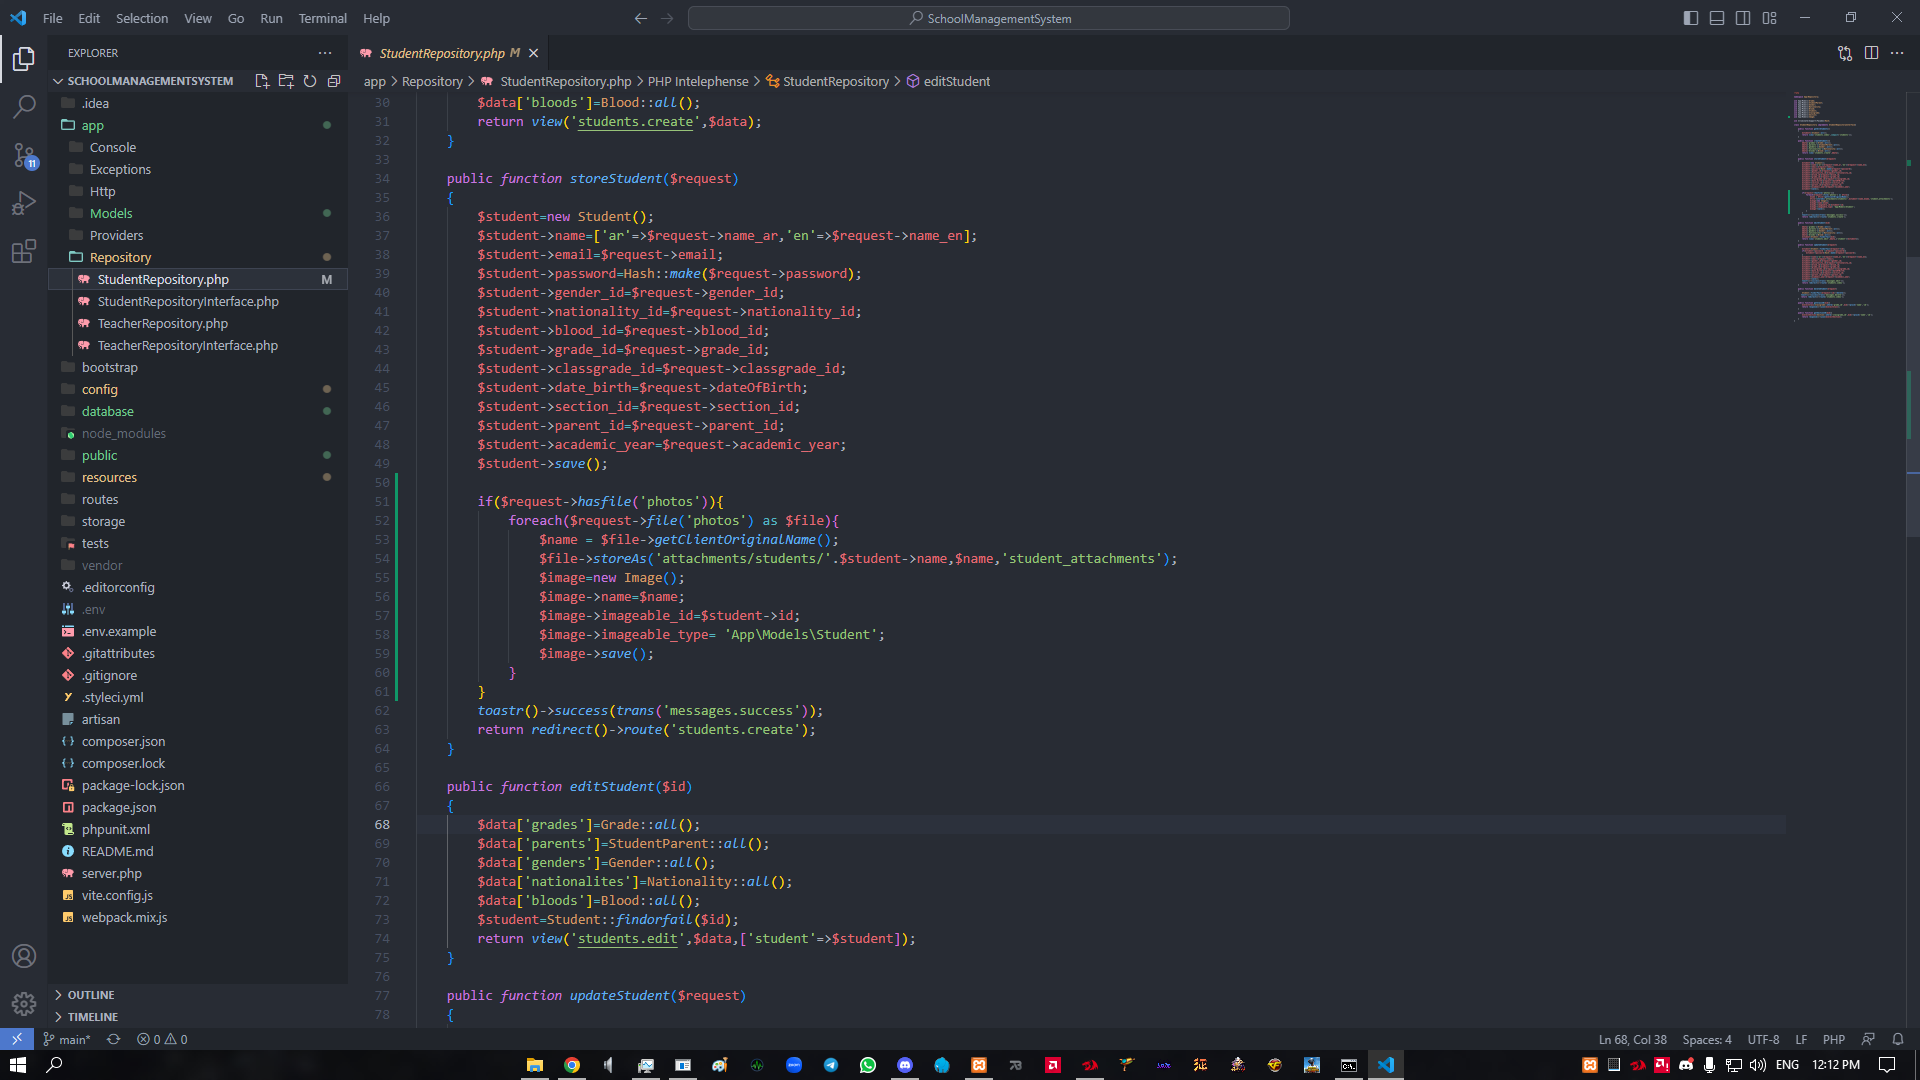 File Edit Selection View Go Run Terminal Help
SchoolManagementSystem
EXPLORER
StudentRepository.php M
SCHOOLMANAGEMENTSYSTEM
app > Repository > StudentRepository.php > PHP Intelephense > StudentRepository > editStudent
.idea
app
Console
Exceptions
Http
Models
Providers
Repository
StudentRepository.php M
StudentRepositoryInterface.php
TeacherRepository.php
TeacherRepositoryInterface.php
bootstrap
config
database
node_modules
public
resources
routes
storage
tests
vendor
.editorconfig
.env
.env.example
.gitattributes
.gitignore
.styleci.yml
artisan
composer.json
composer.lock
package-lock.json
package.json
phpunit.xml
README.md
server.php
vite.config.js
webpack.mix.js
OUTLINE
TIMELINE
11
30 $data['bloods']=Blood::all();
31 return view('students.create',$data);
32 }
33
34 public function storeStudent($request)
35 {
36 $student=new Student();
37 $student->name=['ar'=>$request->name_ar,'en'=>$request->name_en];
38 $student->email=$request->email;
39 $student->password=Hash::make($request->password);
40 $student->gender_id=$request->gender_id;
41 $student->nationality_id=$request->nationality_id;
42 $student->blood_id=$request->blood_id;
43 $student->grade_id=$request->grade_id;
44 $student->classgrade_id=$request->classgrade_id;
45 $student->date_birth=$request->dateOfBirth;
46 $student->section_id=$request->section_id;
47 $student->parent_id=$request->parent_id;
48 $student->academic_year=$request->academic_year;
49 $student->save();
50
51 if($request->hasfile('photos')){
52 foreach($request->file('photos') as $file){
53 $name = $file->getClientOriginalName();
54 $file->storeAs('attachments/students/'.$student->name,$name,'student_attachments');
55 $image=new Image();
56 $image->name=$name;
57 $image->imageable_id=$student->id;
58 $image->imageable_type= 'App\Models\Student';
59 $image->save();
60 }
61 }
62 toastr()->success(trans('messages.success'));
63 return redirect()->route('students.create');
64 }
65
66 public function editStudent($id)
67 {
68 $data['grades']=Grade::all();
69 $data['parents']=StudentParent::all();
70 $data['genders']=Gender::all();
71 $data['nationalites']=Nationality::all();
72 $data['bloods']=Blood::all();
73 $student=Student::findorfail($id);
74 return view('students.edit',$data,['student'=>$student]);
75 }
76
77 public function updateStudent($request)
78 {
main* 0 0 Ln 68, Col 38 Spaces: 4 UTF-8 LF PHP
ENG 12:12 PM